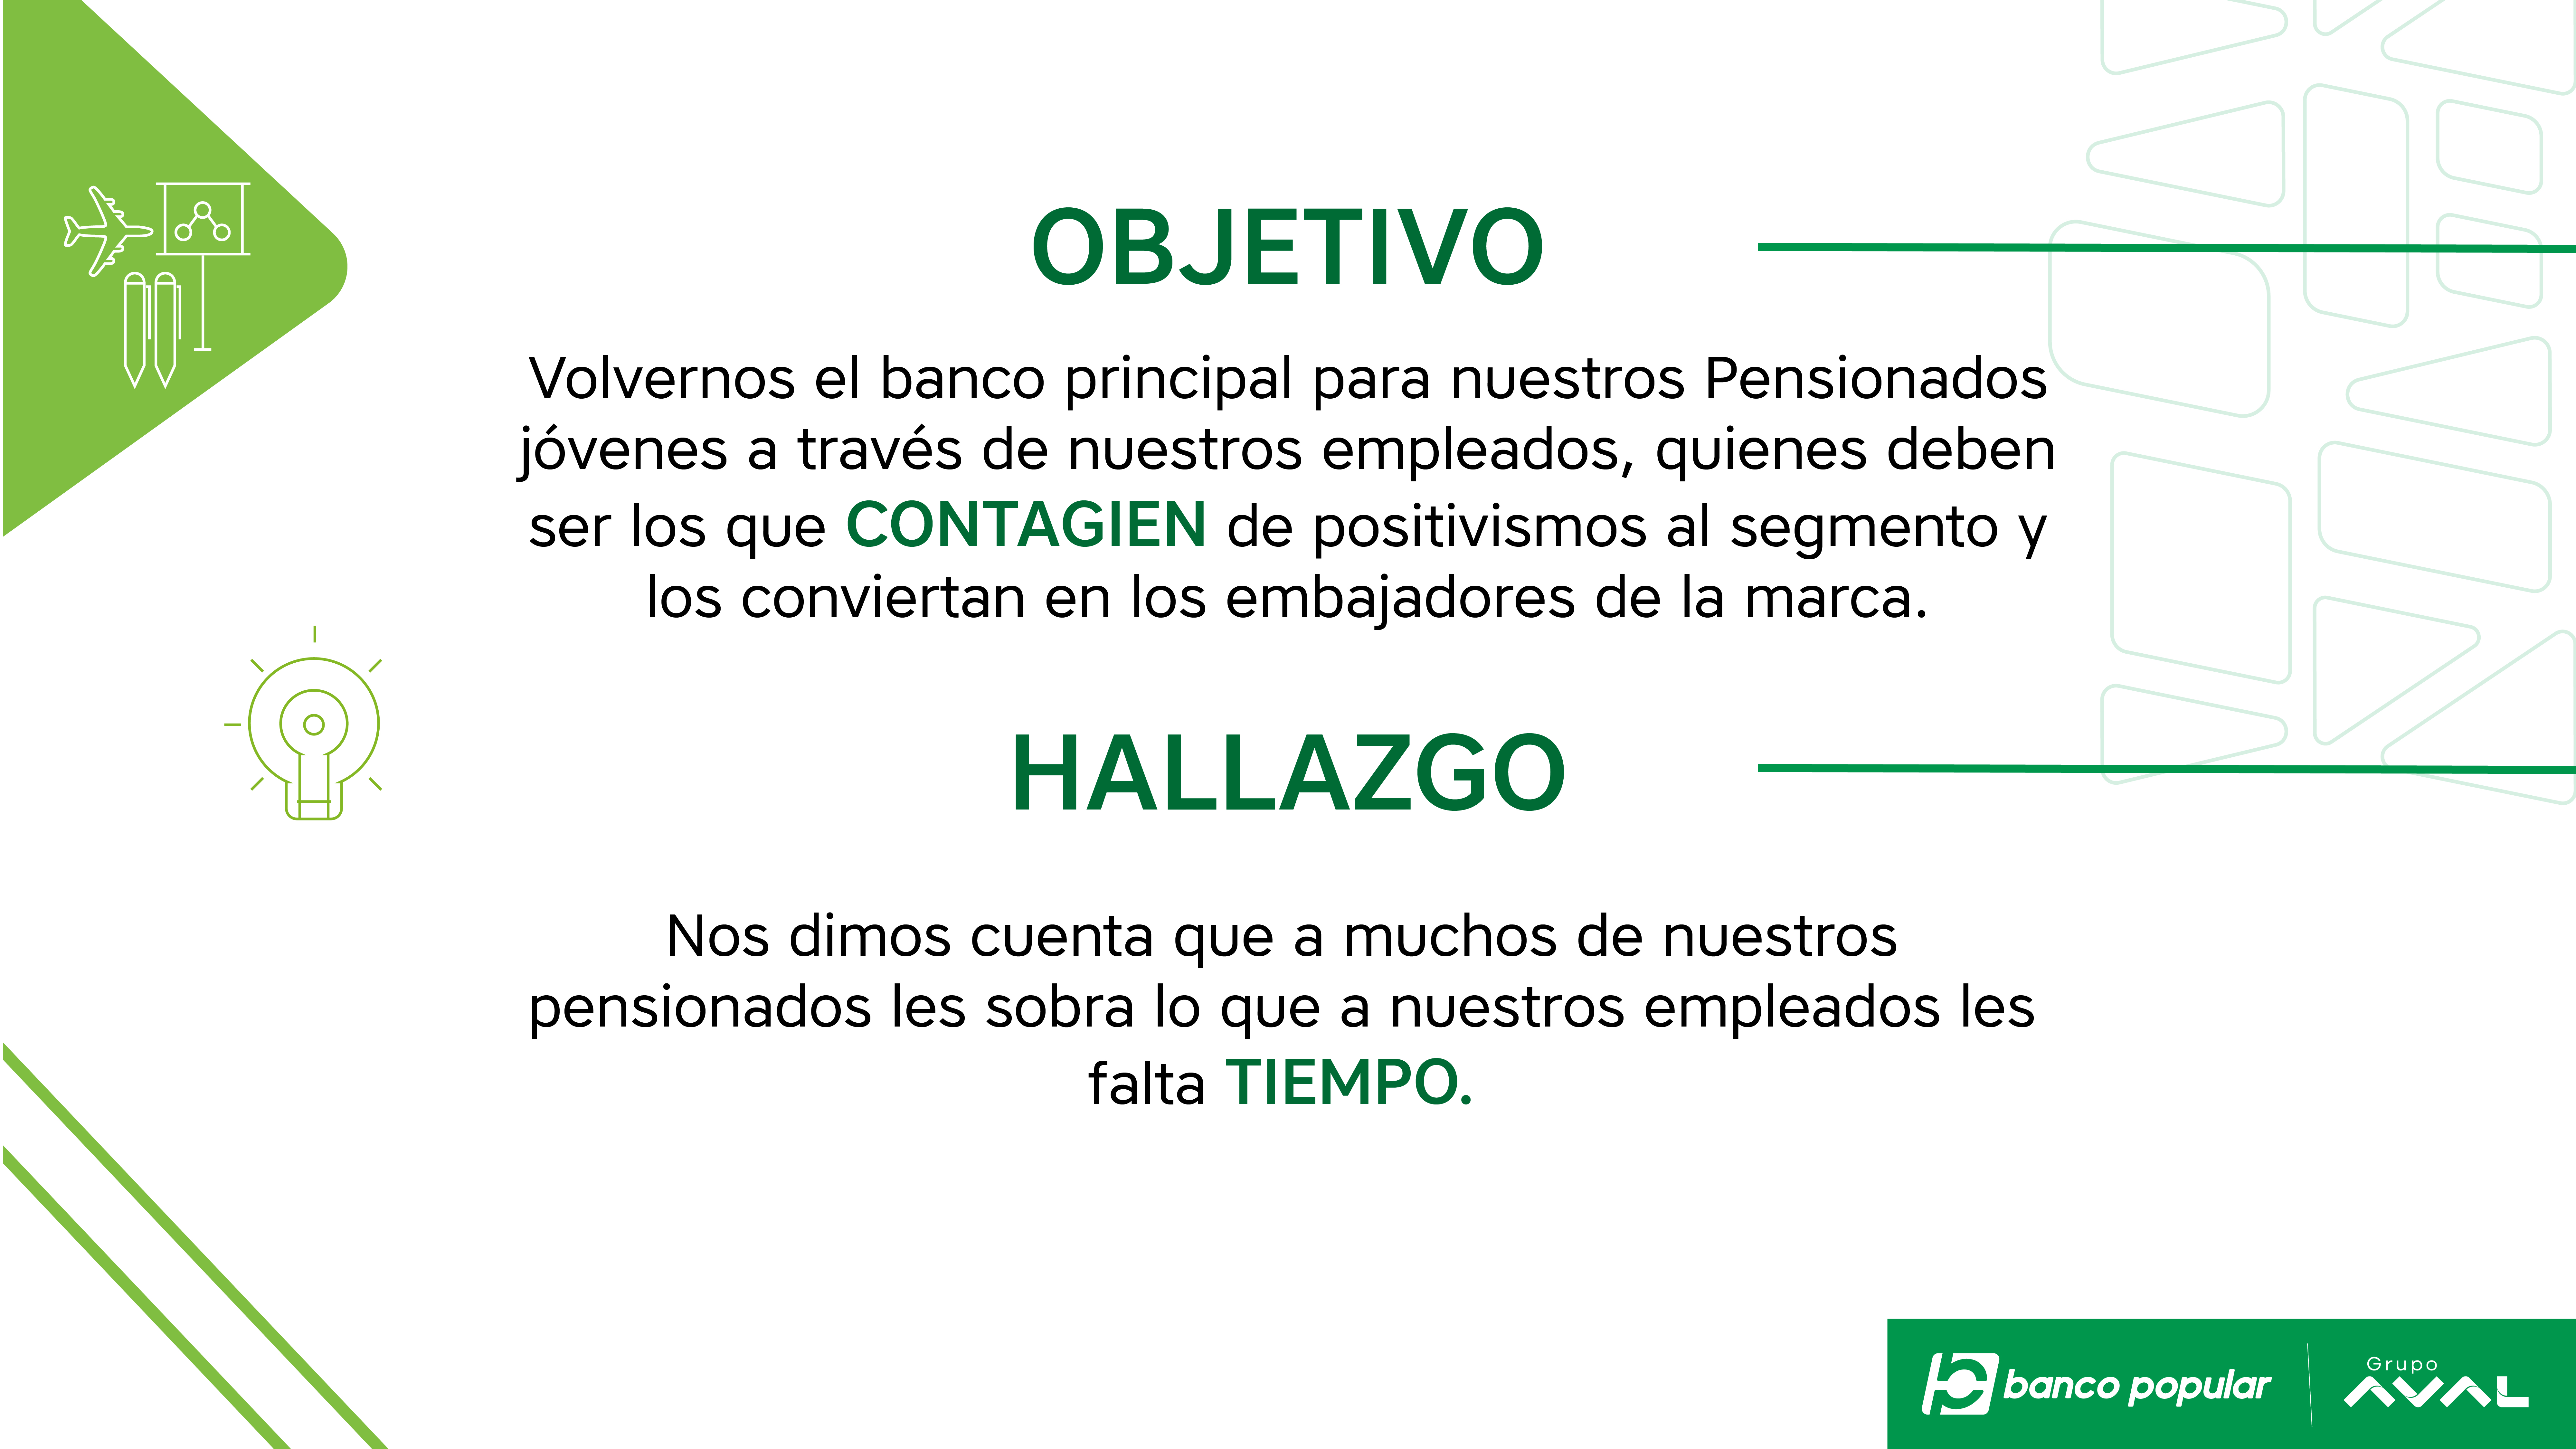 OBJETIVO
Volvernos el banco principal para nuestros Pensionados
jóvenes a través de nuestros empleados, quienes deben
ser los que CONTAGIEN de positivismos al segmento y
los conviertan en los embajadores de la marca.
HALLAZGO
Nos dimos cuenta que a muchos de nuestros
pensionados les sobra lo que a nuestros empleados les
falta TIEMPO.
banco popular
Grupo
AVAL